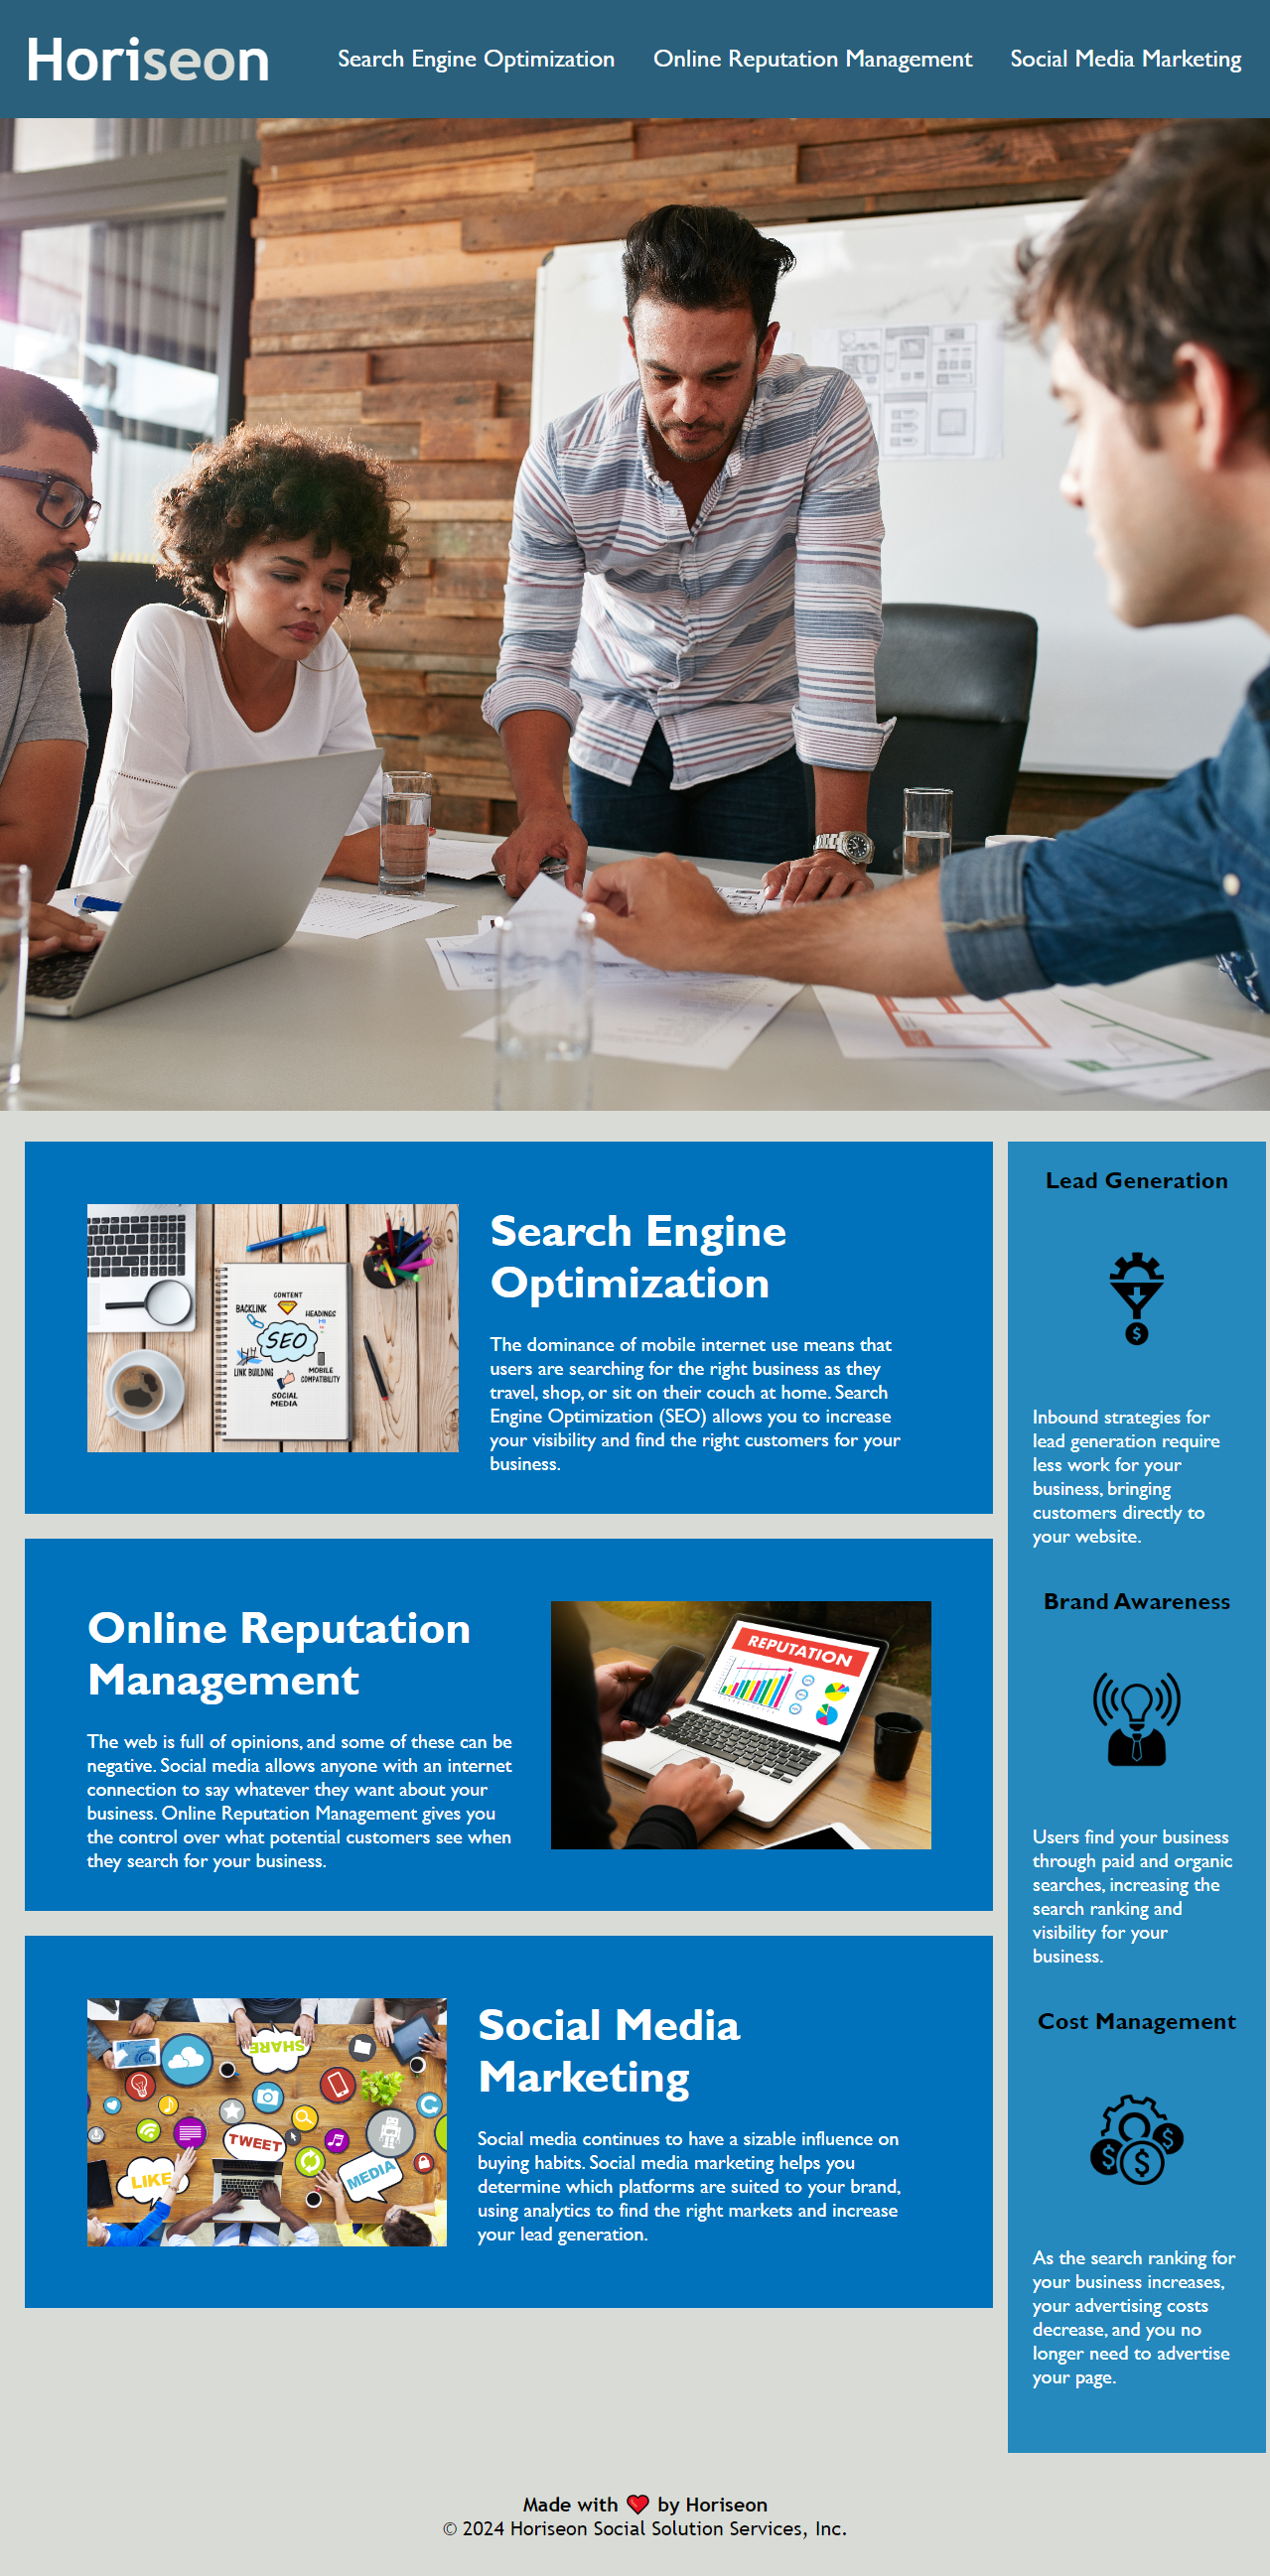 Horiseon
Search Engine Optimization
Online Reputation Management
Social Media Marketing
CONTENT
BACKLINK
HEADINGS
SEO
LINK BUILDING
MOBILE
COMPATIBILITY
SOCIAL
MEDIA
Search Engine
Optimization
The dominance of mobile internet use means that
users are searching for the right business as they
travel, shop, or sit on their couch at home. Search
Engine Optimization (SEO) allows you to increase
your visibility and find the right customers for your
business.
Online Reputation
Management
The web is full of opinions, and some of these can be
negative. Social media allows anyone with an internet
connection to say whatever they want about your
business. Online Reputation Management gives you
the control over what potential customers see when
they search for your business.
REPUTATION
SHARE
TWEET
LIKE
MEDIA
Social Media
Marketing
Social media continues to have a sizable influence on
buying habits. Social media marketing helps you
determine which platforms are suited to your brand,
using analytics to find the right markets and increase
your lead generation.
Lead Generation
$
Inbound strategies for
lead generation require
less work for your
business, bringing
customers directly to
your website.
Brand Awareness
Users find your business
through paid and organic
searches, increasing the
search ranking and
visibility for your
business.
Cost Management
$ $ $
As the search ranking for
your business increases,
your advertising costs
decrease, and you no
longer need to advertise
your page.
Made with ❤️ by Horiseon
© 2024 Horiseon Social Solution Services, Inc.